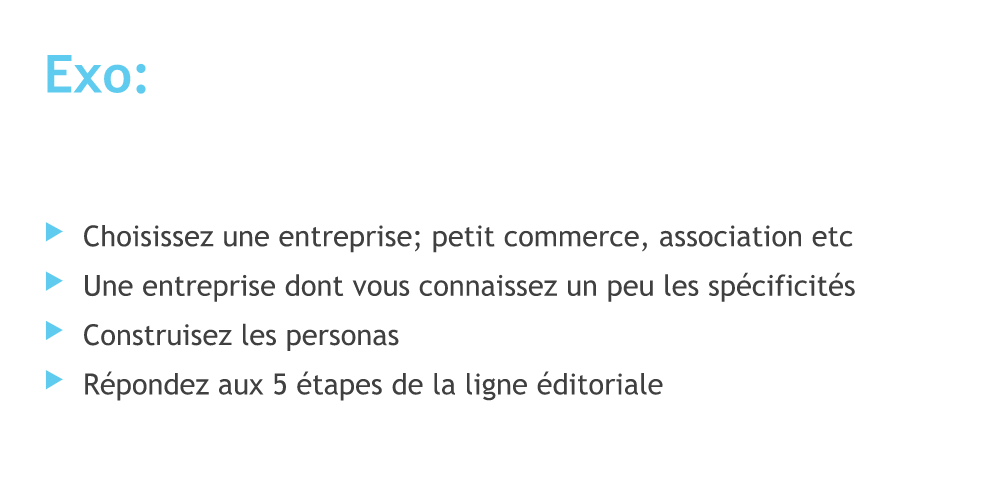 Exo:
Choisissez une entreprise; petit commerce, association etc
Une entreprise dont vous connaissez un peu les spécificités
Construisez les personas
Répondez aux 5 étapes de la ligne éditoriale